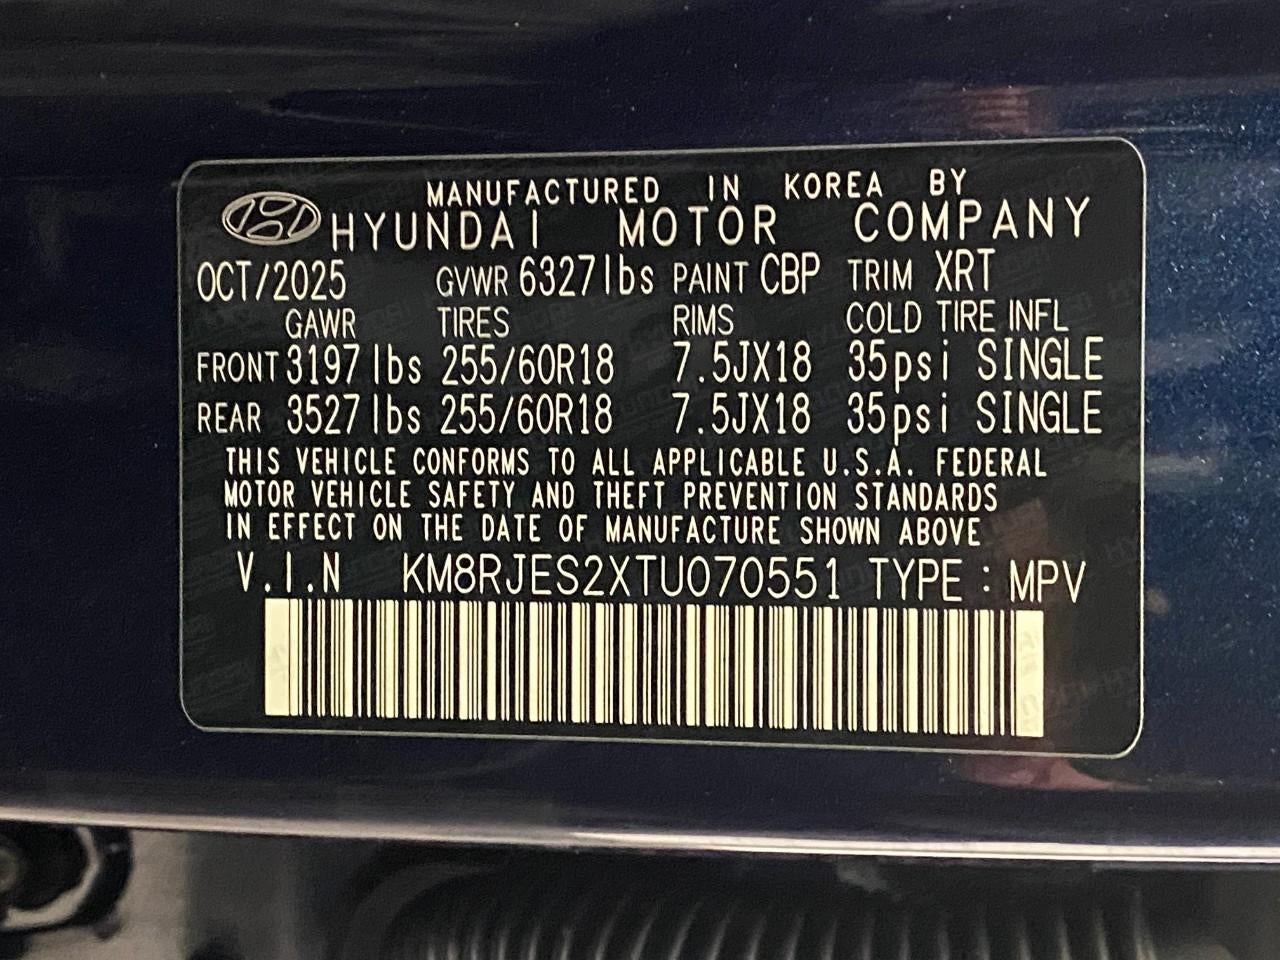 MANUFACTURED IN KOREA BY
HYUNDAI MOTOR COMPANY
OCT/2025 GVWR 6327lbs PAINT CBP TRIM XRT
GAWR TIRES RIMS COLD TIRE INFL
FRONT 3197lbs 255/60R18 7.5JX18 35psi SINGLE
REAR 3527lbs 255/60R18 7.5JX18 35psi SINGLE
THIS VEHICLE CONFORMS TO ALL APPLICABLE U.S.A. FEDERAL
MOTOR VEHICLE SAFETY AND THEFT PREVENTION STANDARDS
IN EFFECT ON THE DATE OF MANUFACTURE SHOWN ABOVE
V.I.N KM8RJES2XTU070551 TYPE : MPV